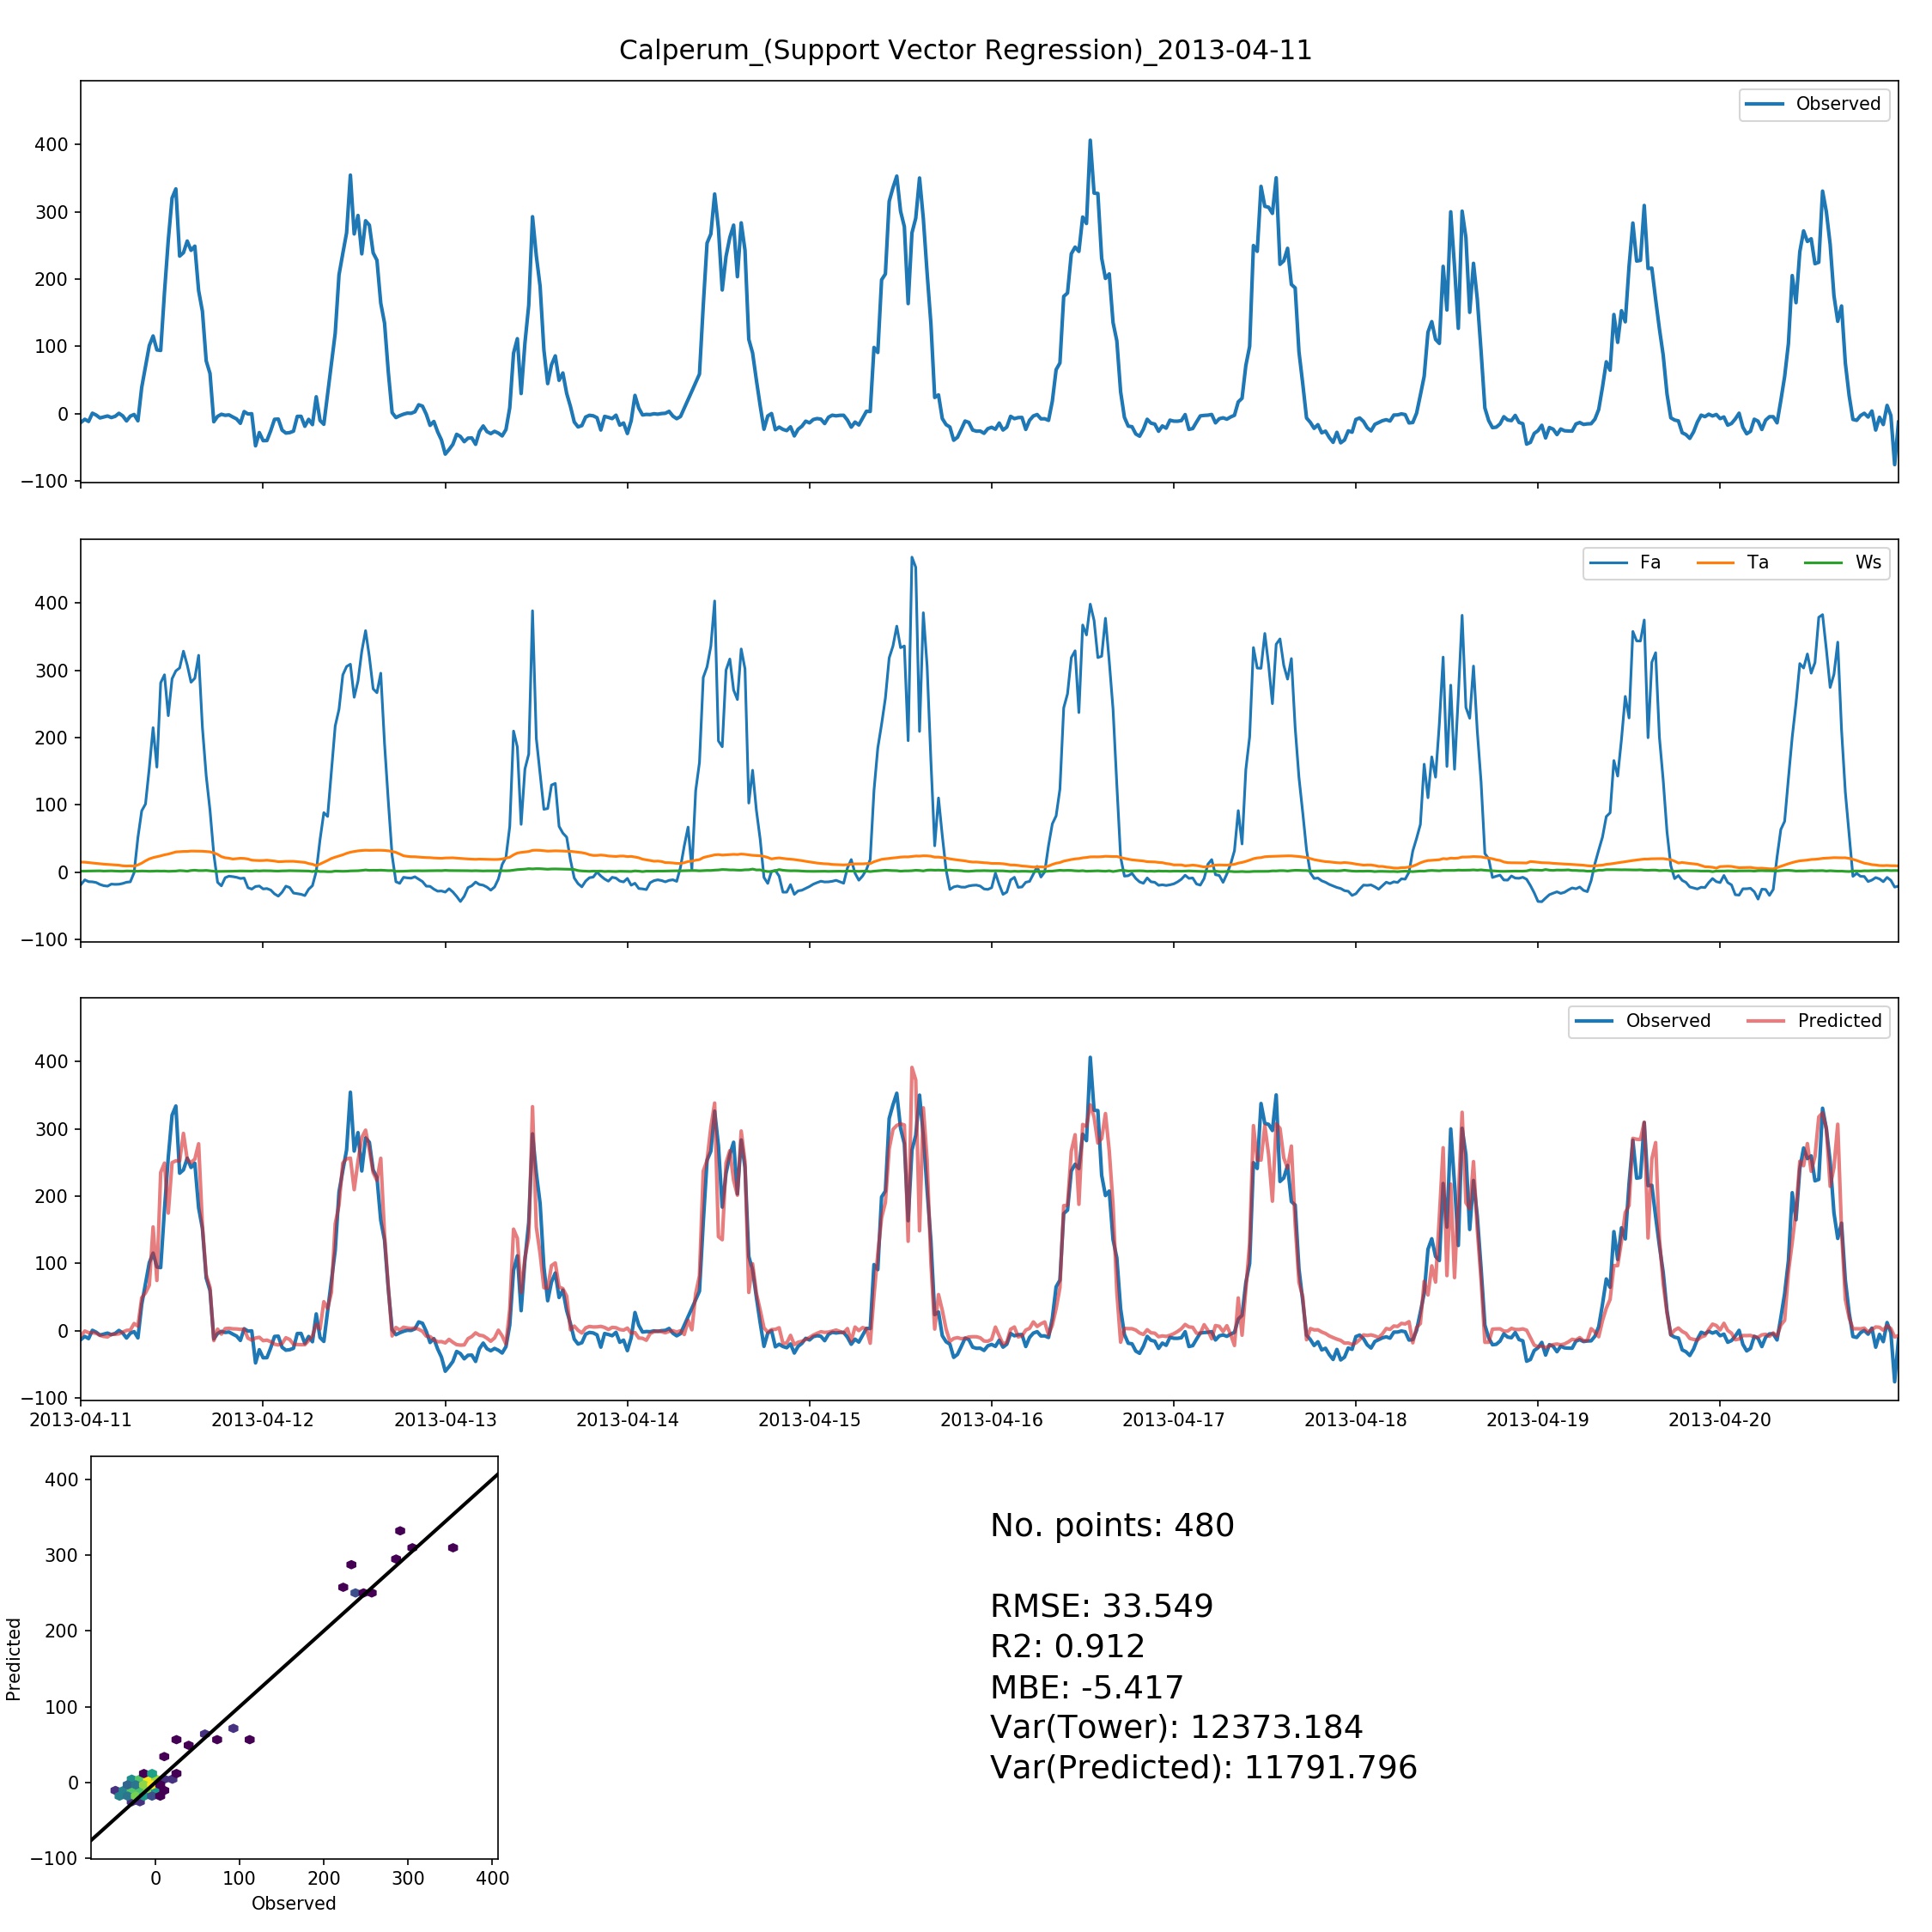 Calperum_(Support Vector Regression)_2013-04-11
Observed
400
300
200
100
0
−100
Fa Ta Ws
400
300
200
100
0
−100
Observed Predicted
400
300
200
100
0
−100
2013-04-11 2013-04-12 2013-04-13 2013-04-14 2013-04-15 2013-04-16 2013-04-17 2013-04-18 2013-04-19 2013-04-20
400
300
200
100
0
−100
Predicted
0 100 200 300 400
Observed
No. points: 480
RMSE: 33.549
R2: 0.912
MBE: -5.417
Var(Tower): 12373.184
Var(Predicted): 11791.796